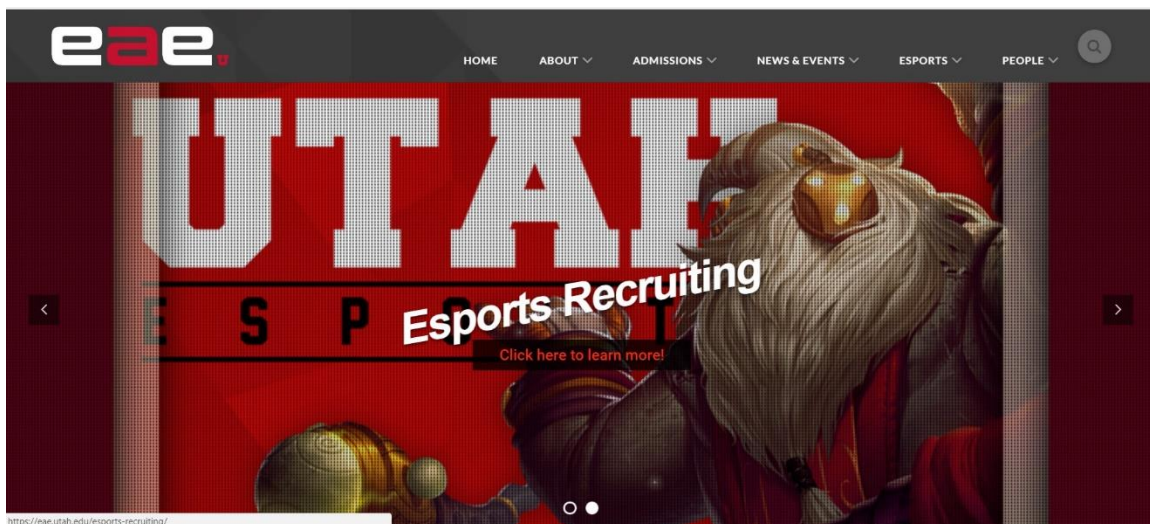 eae U
HOME ABOUT ADMISSIONS NEWS & EVENTS ESPORTS PEOPLE
UTAH
ESPORTS
Esports Recruiting
Click here to learn more!
https://eae.utah.edu/esports-recruiting/